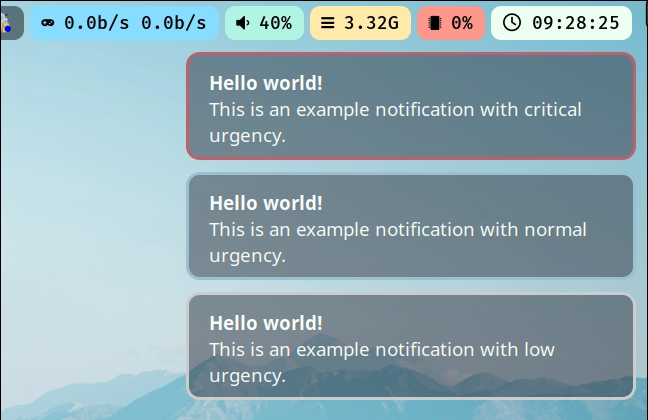 0.0b/s 0.0b/s 40% 3.32G 0% 09:28:25
Hello world!
This is an example notification with critical
urgency.
Hello world!
This is an example notification with normal
urgency.
Hello world!
This is an example notification with low
urgency.